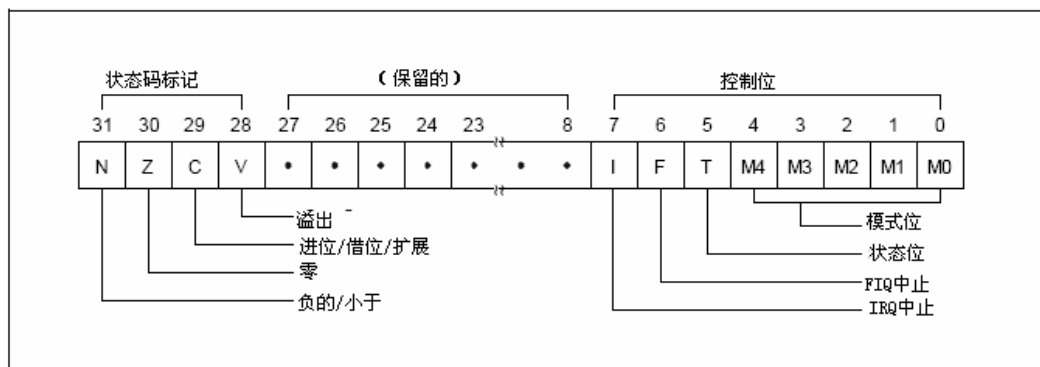 状态码标记 （保留的） 控制位
31 30 29 28 27 26 25 24 23 8 7 6 5 4 3 2 1 0
N Z C V • • • • • • • I F T M4 M3 M2 M1 M0
溢出 模式位
进位/借位/扩展 状态位
零 FIQ中止
负的/小于 IRQ中止